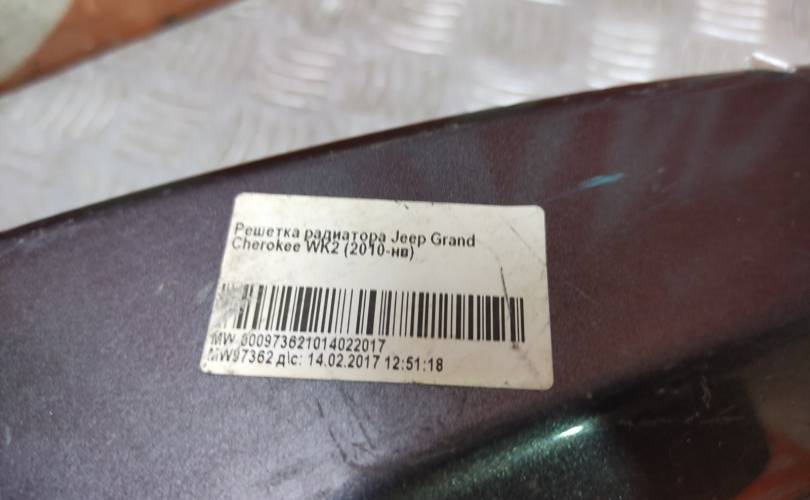 Решетка радиатора Jeep Grand
Cherokee WK2 (2010-нв)
MW 000973621014022017
MW97362 д\с: 14.02.2017 12:51:18